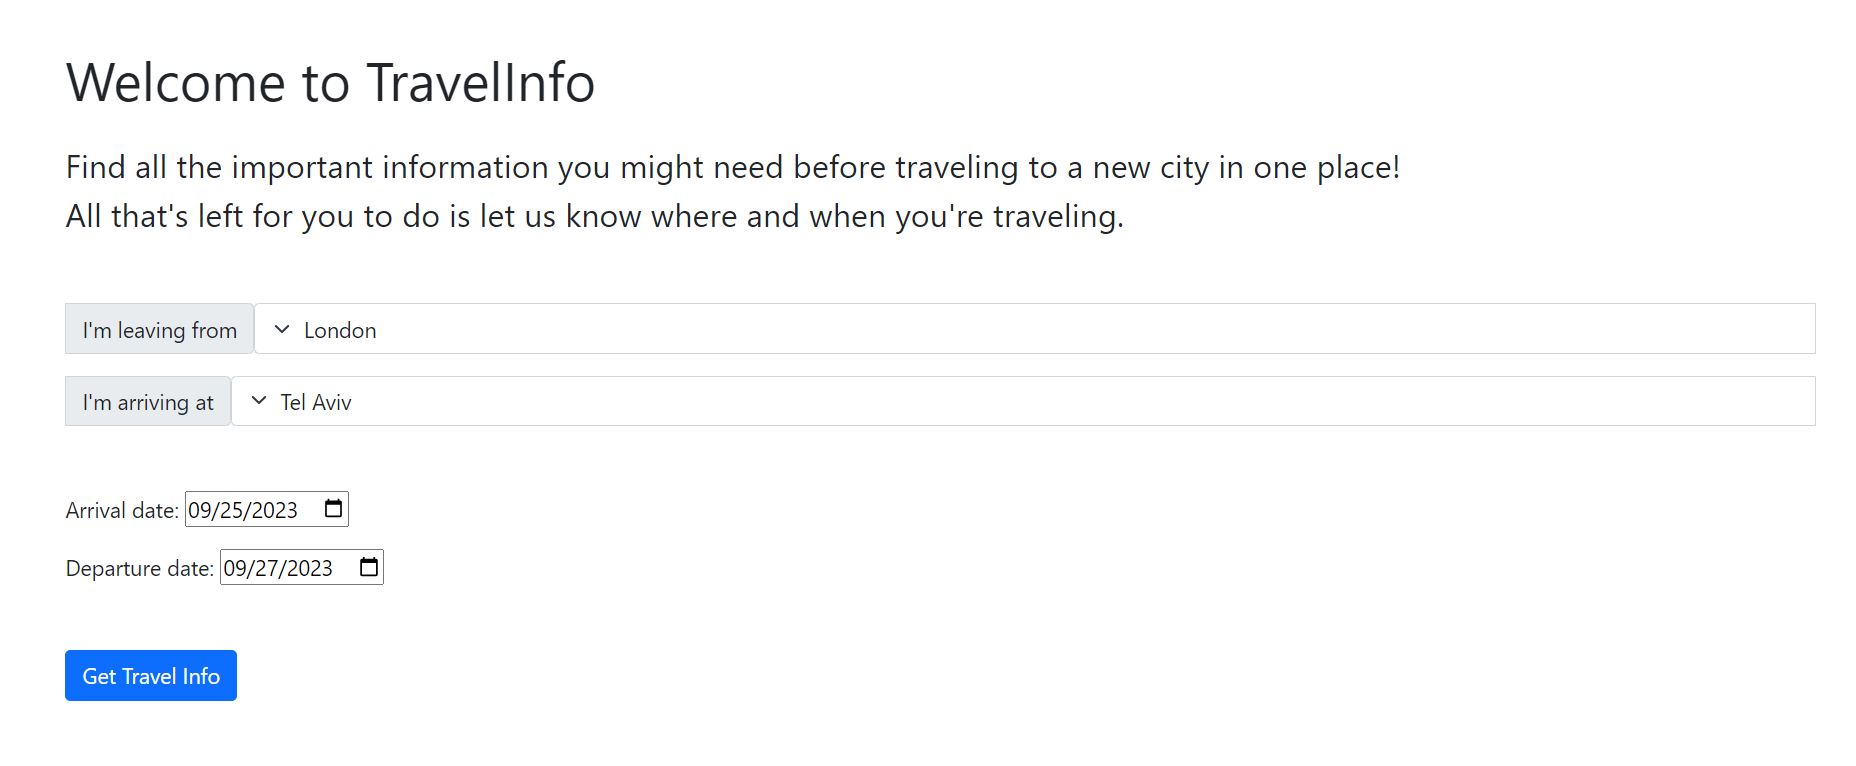 Welcome to TravelInfo
Find all the important information you might need before traveling to a new city in one place!
All that's left for you to do is let us know where and when you're traveling.
I'm leaving from London
I'm arriving at Tel Aviv
Arrival date: 09/25/2023
Departure date: 09/27/2023
Get Travel Info